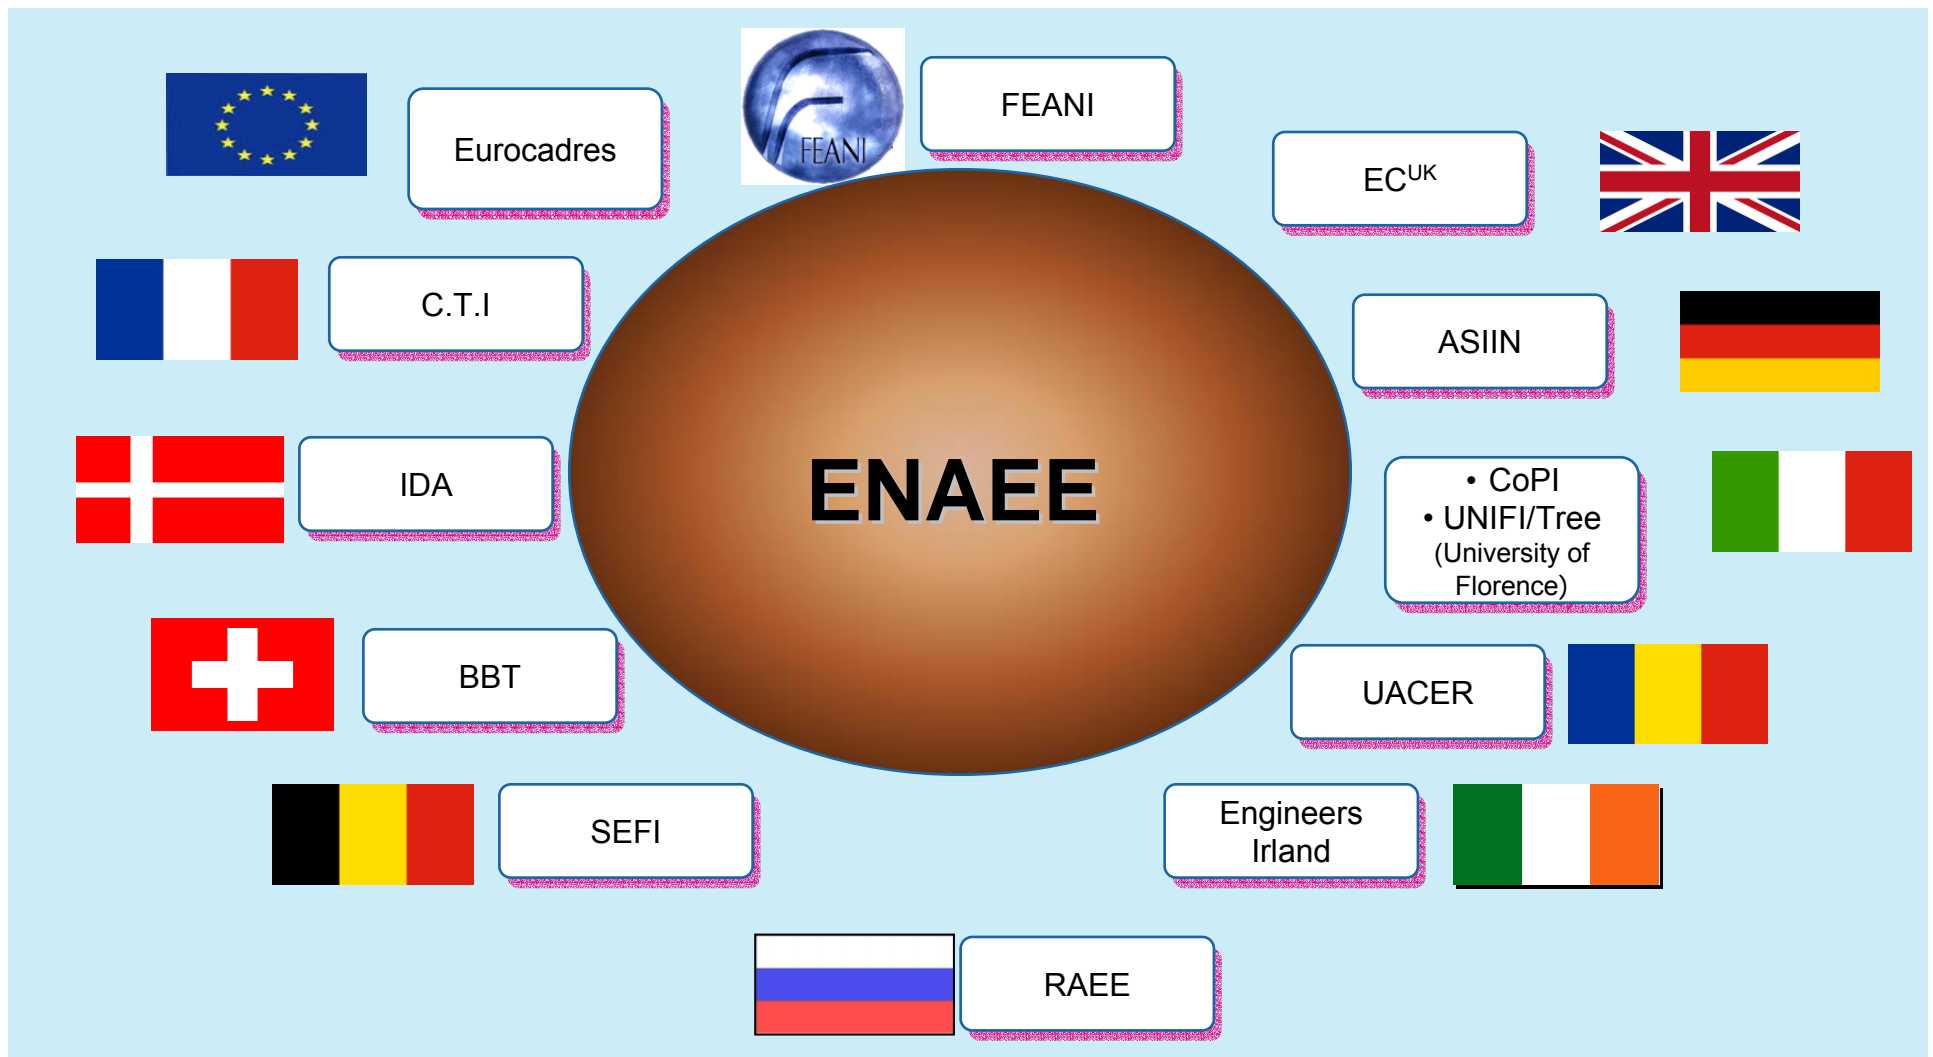 FEANI
FEANI
Eurocadres
EC^UK
C.T.I
ASIIN
ENAEE
IDA
• CoPI
• UNIFI/Tree
(University of
Florence)
BBT
UACER
SEFI
Engineers
Irland
RAEE